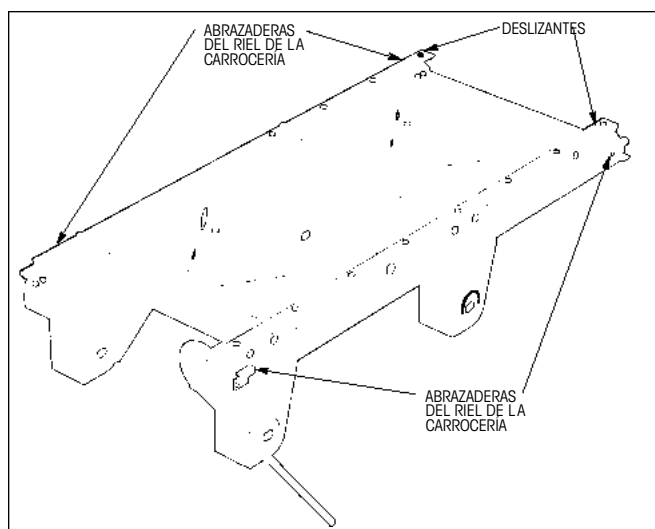 ABRAZADERAS
DEL RIEL DE LA
CARROCERÍA
DESLIZANTES
ABRAZADERAS
DEL RIEL DE LA
CARROCERÍA